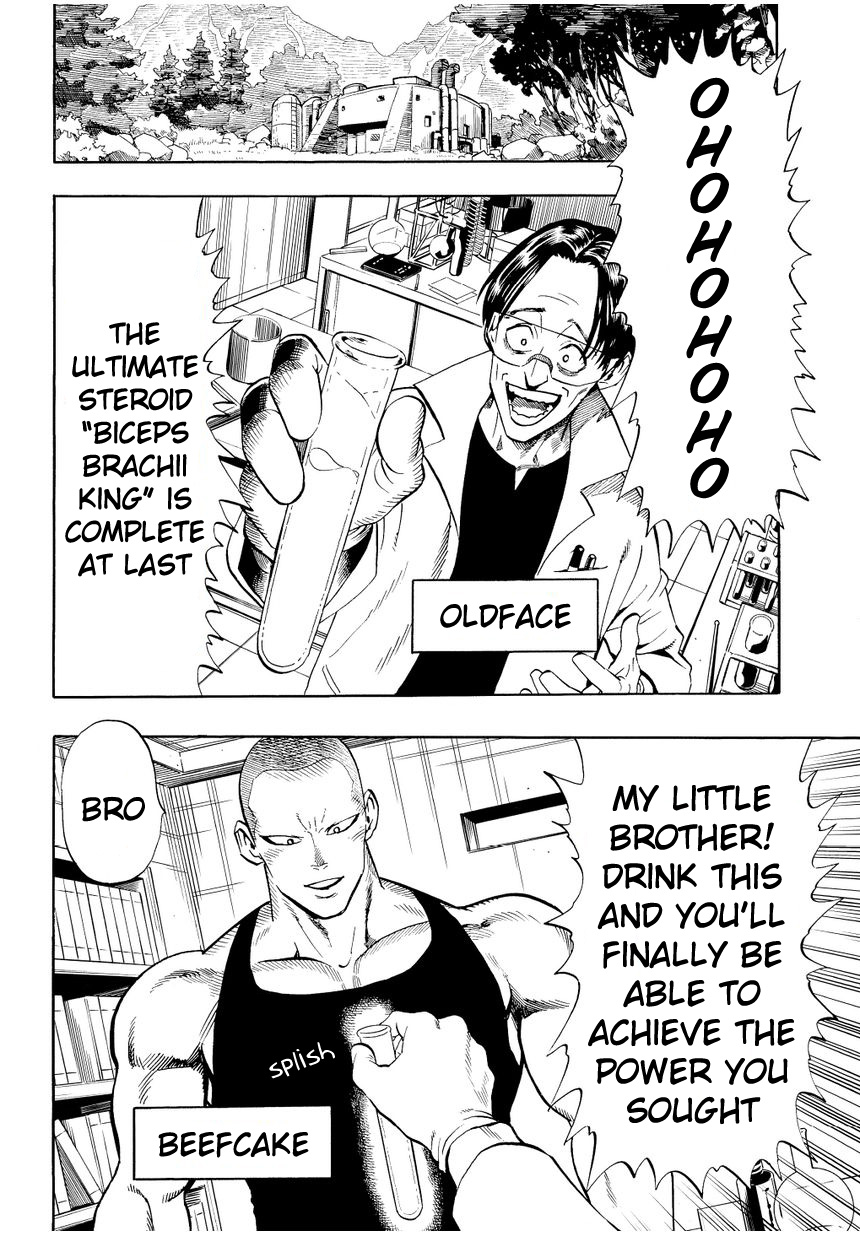 OHOHOHOHOHO
THE
ULTIMATE
STEROID
"BICEPS
BRACHII
KING" IS
COMPLETE
AT LAST
OLDFACE
MY LITTLE
BROTHER!
DRINK THIS
AND YOU'LL
FINALLY BE
ABLE TO
ACHIEVE THE
POWER YOU
SOUGHT
BRO
splish
BEEFCAKE